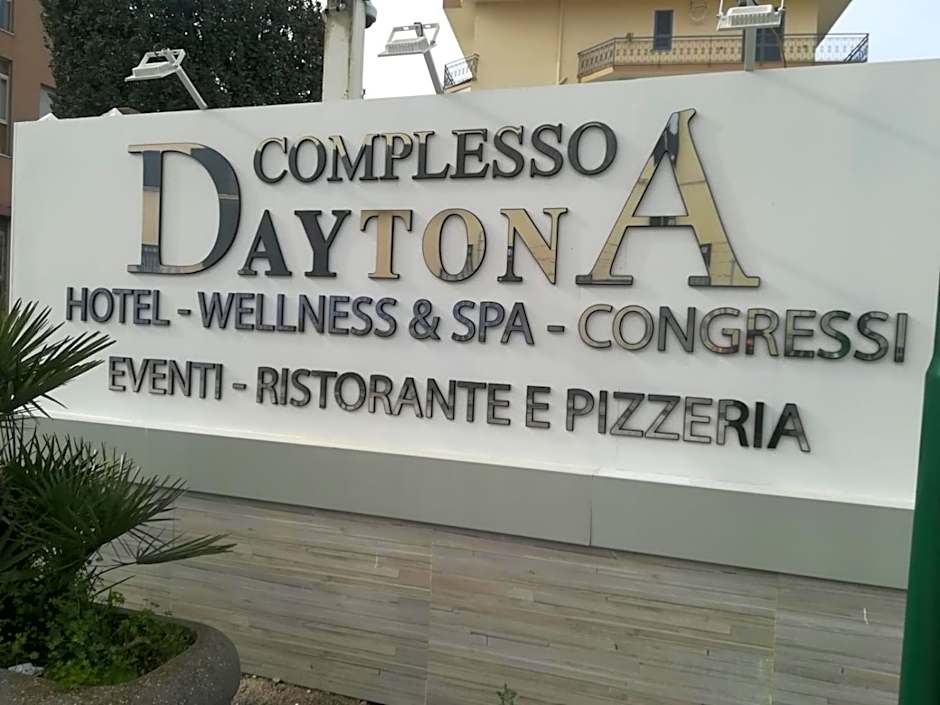 COMPLESSO
DAYTONA
HOTEL - WELLNESS & SPA - CONGRESSI
EVENTI - RISTORANTE E PIZZERIA